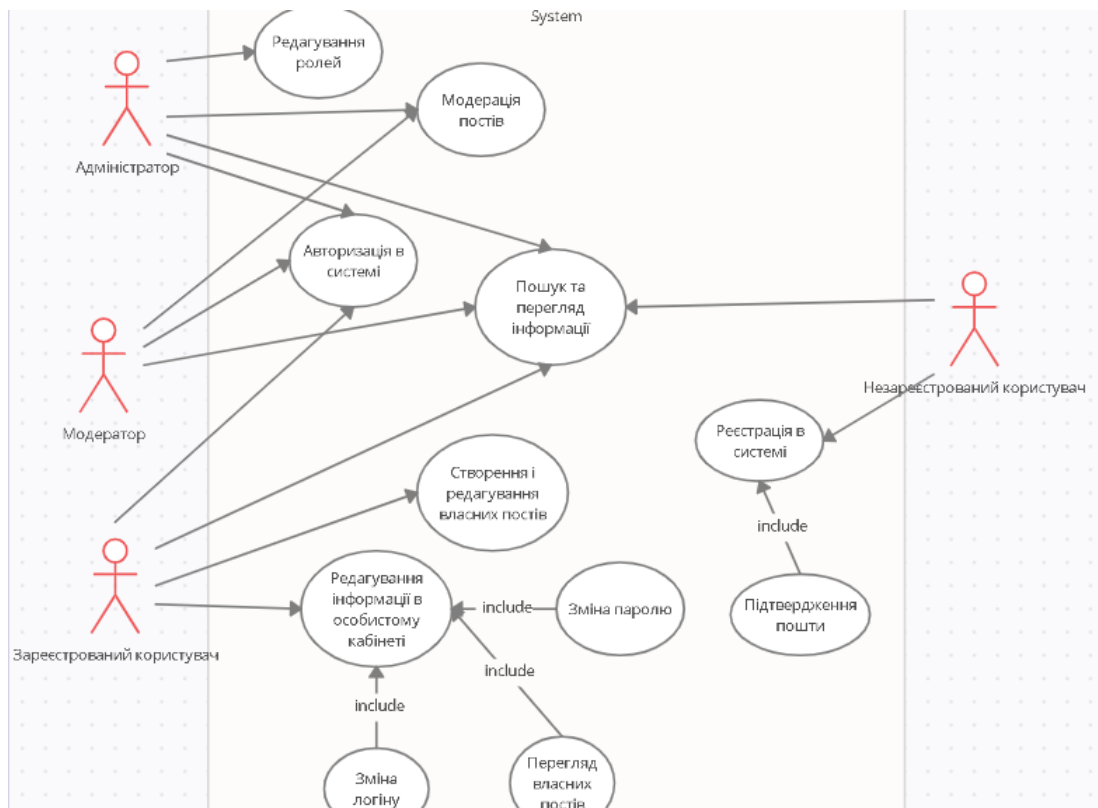 System
Редагування
ролей
Модерація
постів
Адміністратор
Авторизація в
системі
Пошук та
перегляд
інформації
Модератор
Незареєстрований користувач
Реєстрація в
системі
Створення і
редагування
власних постів
include
Редагування
інформації в
особистому
кабінеті
include
Зміна паролю
Підтвердження
пошти
Зареєстрований користувач
include
include
Зміна
логіну
Перегляд
власних
постів